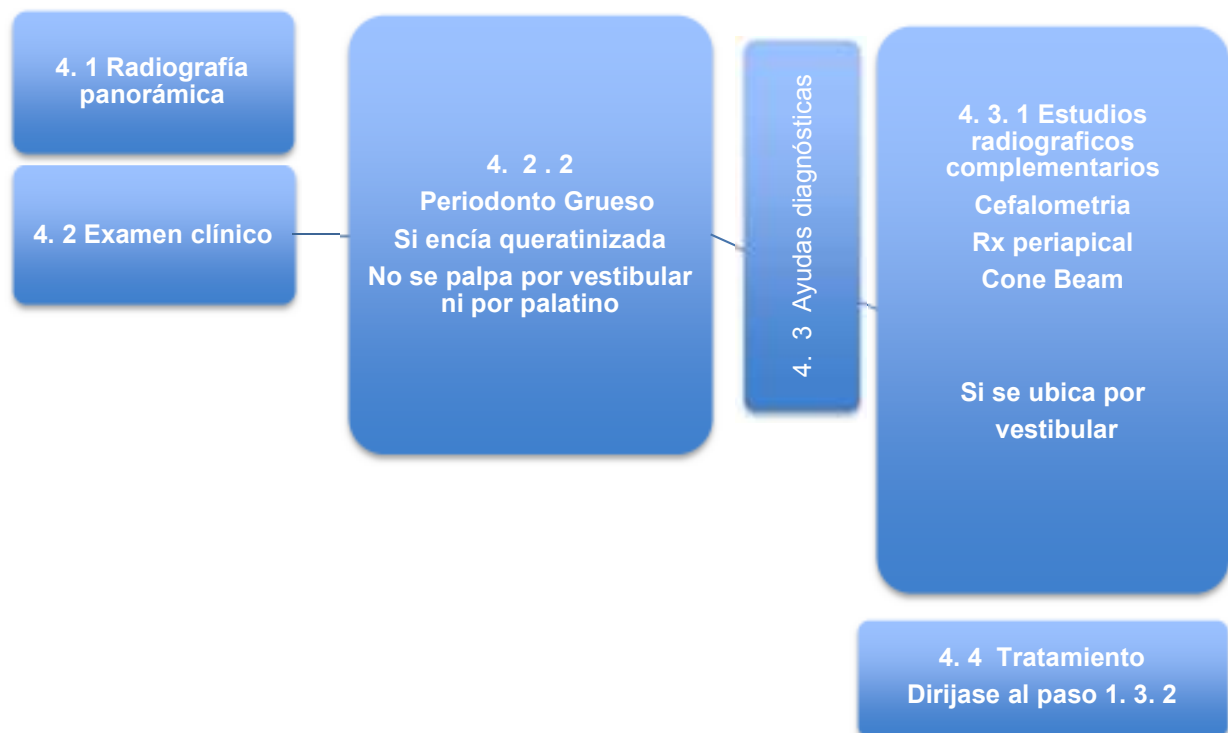 4. 1 Radiografía
panorámica
4. 2 Examen clínico
4. 2 . 2
Periodonto Grueso
Si encía queratinizada
No se palpa por vestibular
ni por palatino
4. 3 Ayudas diagnósticas
4. 3. 1 Estudios
radiograficos
complementarios
Cefalometria
Rx periapical
Cone Beam
Si se ubica por
vestibular
4. 4 Tratamiento
Dirijase al paso 1. 3. 2